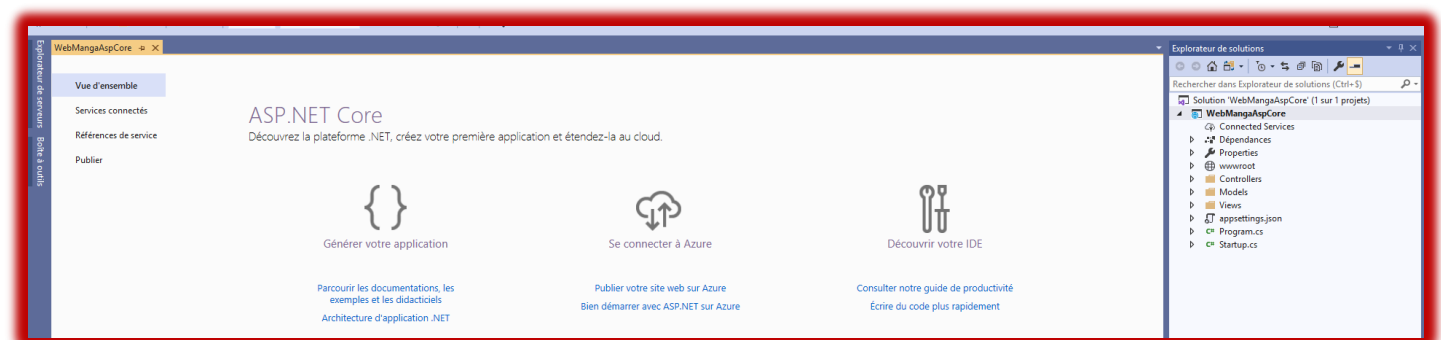 Explorateur de serveurs
Boîte à outils
WebMangaAspCore
Vue d'ensemble
Services connectés
Références de service
Publier
ASP.NET Core
Découvrez la plateforme .NET, créez votre première application et étendez-la au cloud.
Générer votre application
Parcourir les documentations, les
exemples et les didacticiels
Architecture d'application .NET
Se connecter à Azure
Publier votre site web sur Azure
Bien démarrer avec ASP.NET sur Azure
Découvrir votre IDE
Consulter notre guide de productivité
Écrire du code plus rapidement
Explorateur de solutions
Rechercher dans Explorateur de solutions (Ctrl+$)
Solution 'WebMangaAspCore' (1 sur 1 projets)
WebMangaAspCore
Connected Services
Dépendances
Properties
wwwroot
Controllers
Models
Views
appsettings.json
C# Program.cs
C# Startup.cs